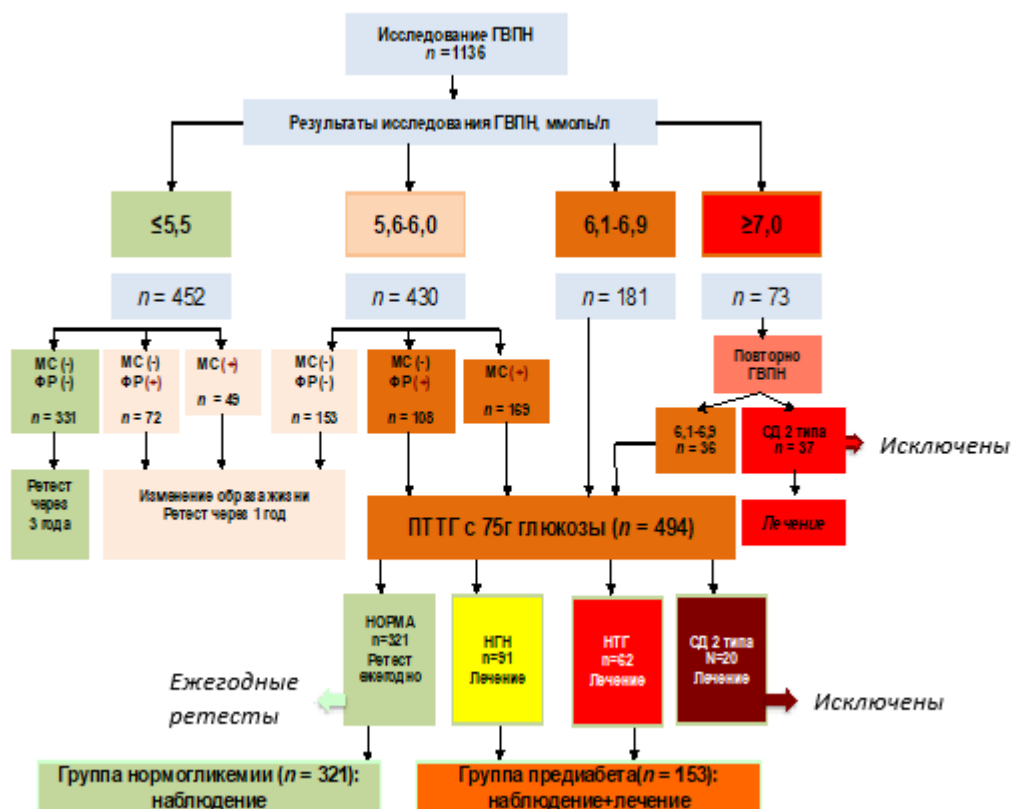 Исследование ГВПН
n =1136
Результаты исследования ГВПН, ммоль/л
≤5,5
5,6-6,0
6,1-6,9
≥7,0
n = 452
n = 430
n = 181
n = 73
МС (-)
ФР (-)
n = 331
МС (-)
ФР (+)
n = 72
МС (+)
n = 49
МС (-)
ФР (-)
n = 153
МС (-)
ФР (+)
n = 108
МС (+)
n = 169
Повторно
ГВПН
6,1-6,9
n = 36
СД 2 типа
n = 37
Исключены
Ретест
через
3 года
Изменение образа жизни
Ретест через 1 год
ПТТГ с 75г глюкозы (n = 494)
Лечение
НОРМА
n=321
Ретест
ежегодно
НГН
n=91
Лечение
НТГ
n=62
Лечение
СД 2 типа
N=20
Лечение
Ежегодные
ретесты
Исключены
Группа нормогликемии (n = 321):
наблюдение
Группа предиабета(n = 153):
наблюдение+лечение